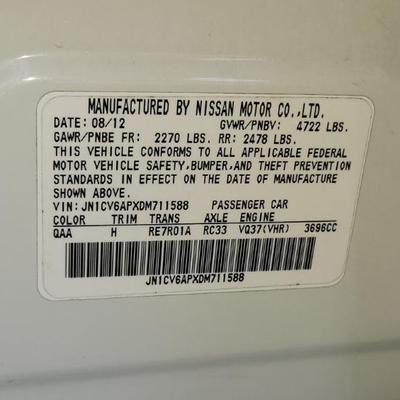 MANUFACTURED BY NISSAN MOTOR CO.,LTD.
DATE: 08/12 GVWR/PNBV: 4722 LBS.
GAWR/PNBE FR: 2270 LBS. RR: 2478 LBS.
THIS VEHICLE CONFORMS TO ALL APPLICABLE FEDERAL
MOTOR VEHICLE SAFETY,BUMPER,AND THEFT PREVENTION
STANDARDS IN EFFECT ON THE DATE OF MANUFACTURE
SHOWN ABOVE.
VIN: JN1CV6APXDM711588 PASSENGER CAR
COLOR TRIM TRANS AXLE ENGINE
QAA H RE7R01A RC33 VQ37(VHR) 3696CC
JN1CV6APXDM711588